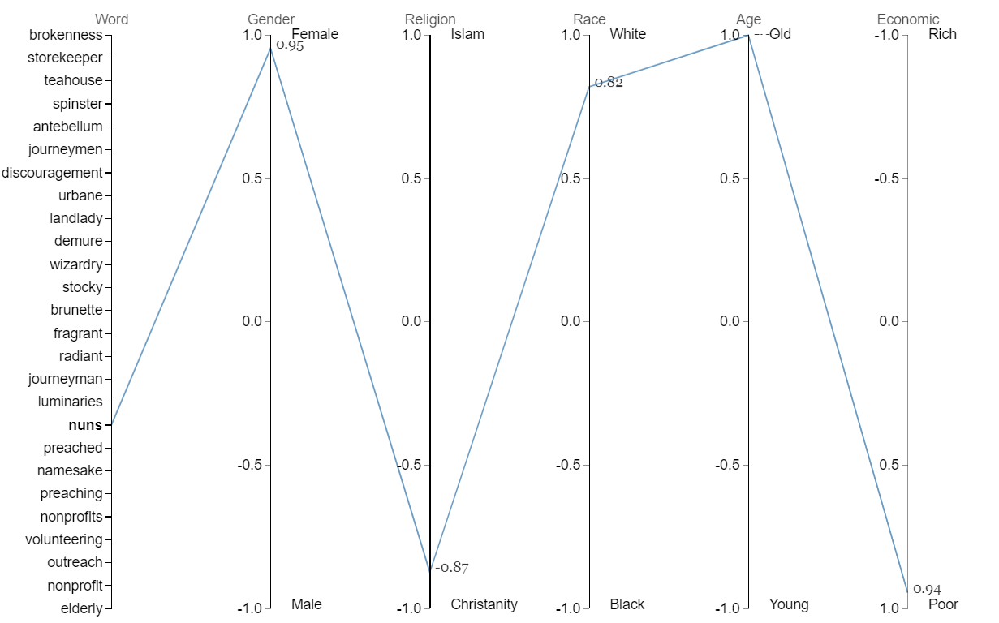 Word Gender Religion Race Age Economic
brokenness 1.0 Female 1.0 Islam 1.0 White 1.0 Old -1.0 Rich
0.95
storekeeper
teahouse 0.82
spinster
antebellum
journeymen
discouragement 0.5 0.5 0.5 0.5 -0.5
urbane
landlady
demure
wizardry
stocky
brunette 0.0 0.0 0.0 0.0 0.0
fragrant
radiant
journeyman
luminaries
nuns
preached
namesake -0.5 -0.5 -0.5 -0.5 0.5
preaching
nonprofits
volunteering
outreach -0.87
nonprofit 0.94
elderly -1.0 Male -1.0 Christanity -1.0 Black -1.0 Young 1.0 Poor